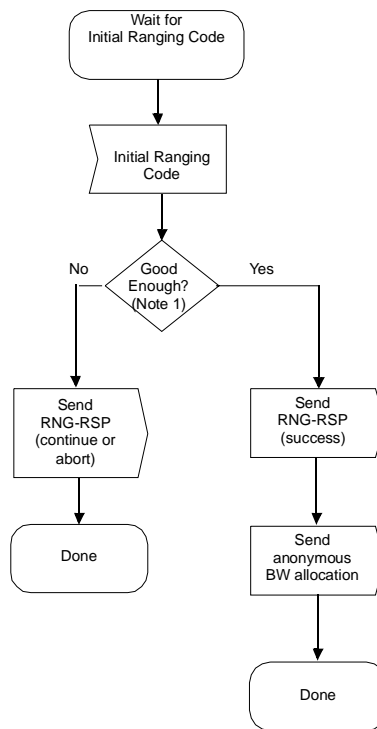 Wait for
Initial Ranging Code
Initial Ranging
Code
Good
Enough?
(Note 1)
No
Yes
Send
RNG-RSP
(continue or
abort)
Send
RNG-RSP
(success)
Done
Send
anonymous
BW allocation
Done